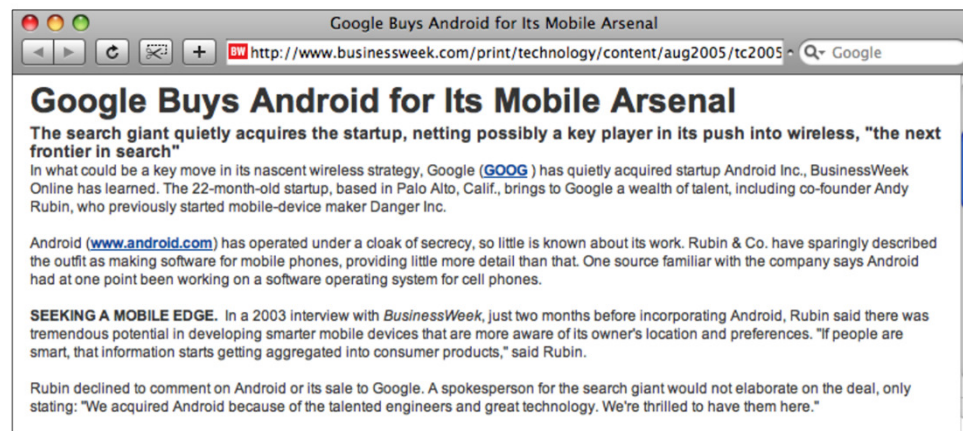 Google Buys Android for Its Mobile Arsenal
BW http://www.businessweek.com/print/technology/content/aug2005/tc2005
Google
Google Buys Android for Its Mobile Arsenal
The search giant quietly acquires the startup, netting possibly a key player in its push into wireless, "the next
frontier in search"
In what could be a key move in its nascent wireless strategy, Google (GOOG ) has quietly acquired startup Android Inc., BusinessWeek
Online has learned. The 22-month-old startup, based in Palo Alto, Calif., brings to Google a wealth of talent, including co-founder Andy
Rubin, who previously started mobile-device maker Danger Inc.
Android (www.android.com) has operated under a cloak of secrecy, so little is known about its work. Rubin & Co. have sparingly described
the outfit as making software for mobile phones, providing little more detail than that. One source familiar with the company says Android
had at one point been working on a software operating system for cell phones.
SEEKING A MOBILE EDGE. In a 2003 interview with BusinessWeek, just two months before incorporating Android, Rubin said there was
tremendous potential in developing smarter mobile devices that are more aware of its owner's location and preferences. "If people are
smart, that information starts getting aggregated into consumer products," said Rubin.
Rubin declined to comment on Android or its sale to Google. A spokesperson for the search giant would not elaborate on the deal, only
stating: "We acquired Android because of the talented engineers and great technology. We're thrilled to have them here."